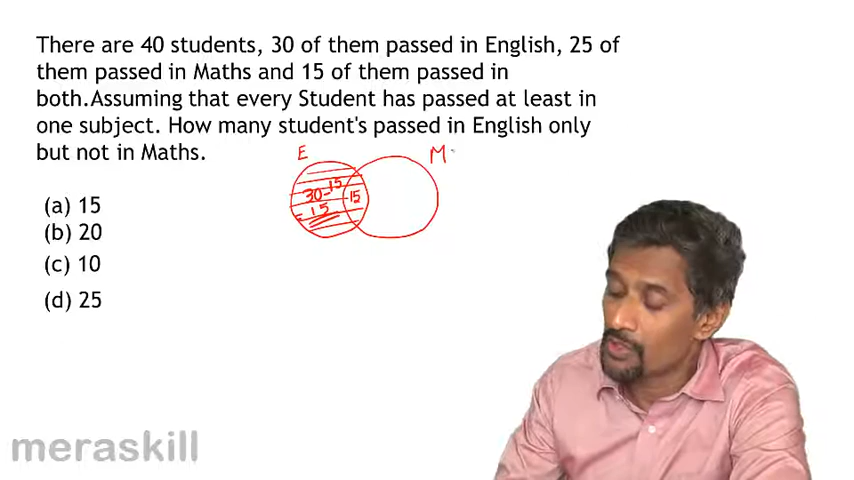 There are 40 students, 30 of them passed in English, 25 of
them passed in Maths and 15 of them passed in
both.Assuming that every Student has passed at least in
one subject. How many student's passed in English only
but not in Maths.
E M
30-15
15
15
(a) 15
(b) 20
(c) 10
(d) 25
meraskill